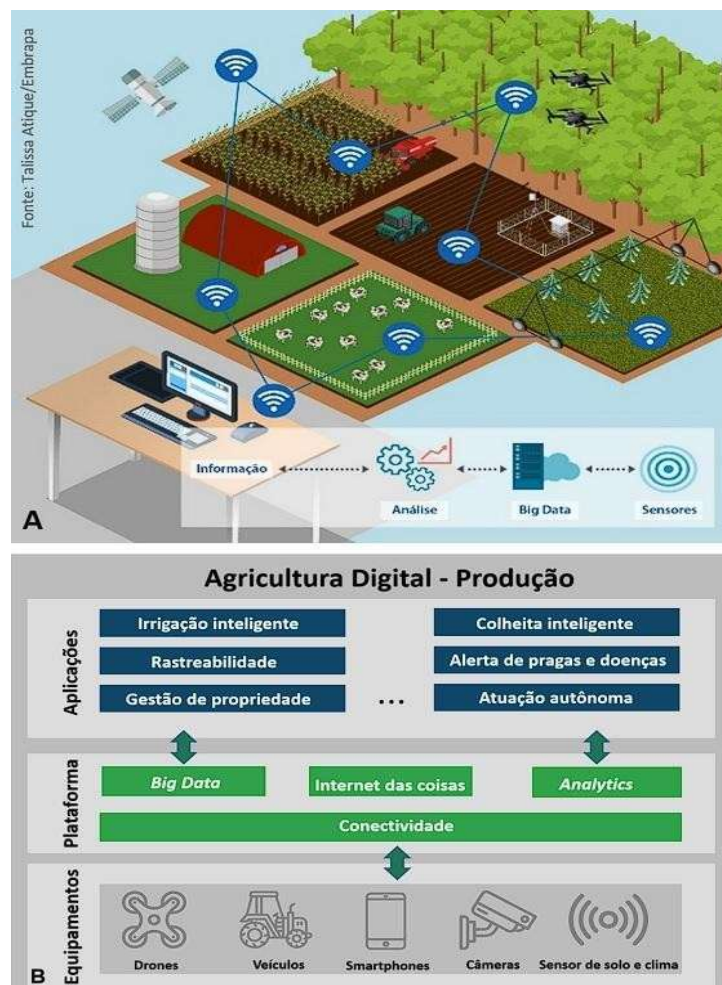 Fonte: Talissa Atique/Embrapa
Informação
Análise
Big Data
Sensores
A
Agricultura Digital - Produção
Aplicações
Irrigação inteligente
Colheita inteligente
Rastreabilidade
Alerta de pragas e doenças
Gestão de propriedade
...
Atuação autônoma
Plataforma
Big Data
Internet das coisas
Analytics
Conectividade
Equipamentos
Drones
Veículos
Smartphones
Câmeras
Sensor de solo e clima
B